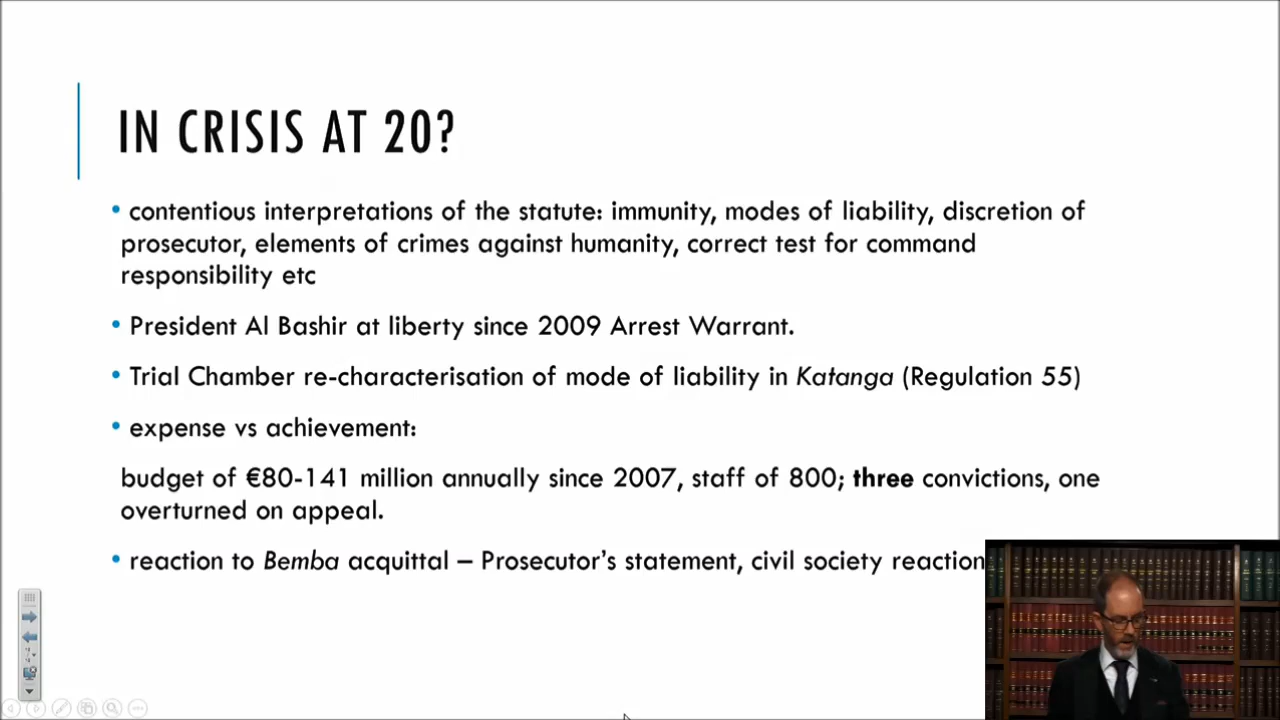 IN CRISIS AT 20?
• contentious interpretations of the statute: immunity, modes of liability, discretion of
prosecutor, elements of crimes against humanity, correct test for command
responsibility etc
• President Al Bashir at liberty since 2009 Arrest Warrant.
• Trial Chamber re-characterisation of mode of liability in Katanga (Regulation 55)
• expense vs achievement:
budget of €80-141 million annually since 2007, staff of 800; three convictions, one
overturned on appeal.
• reaction to Bemba acquittal – Prosecutor's statement, civil society reaction